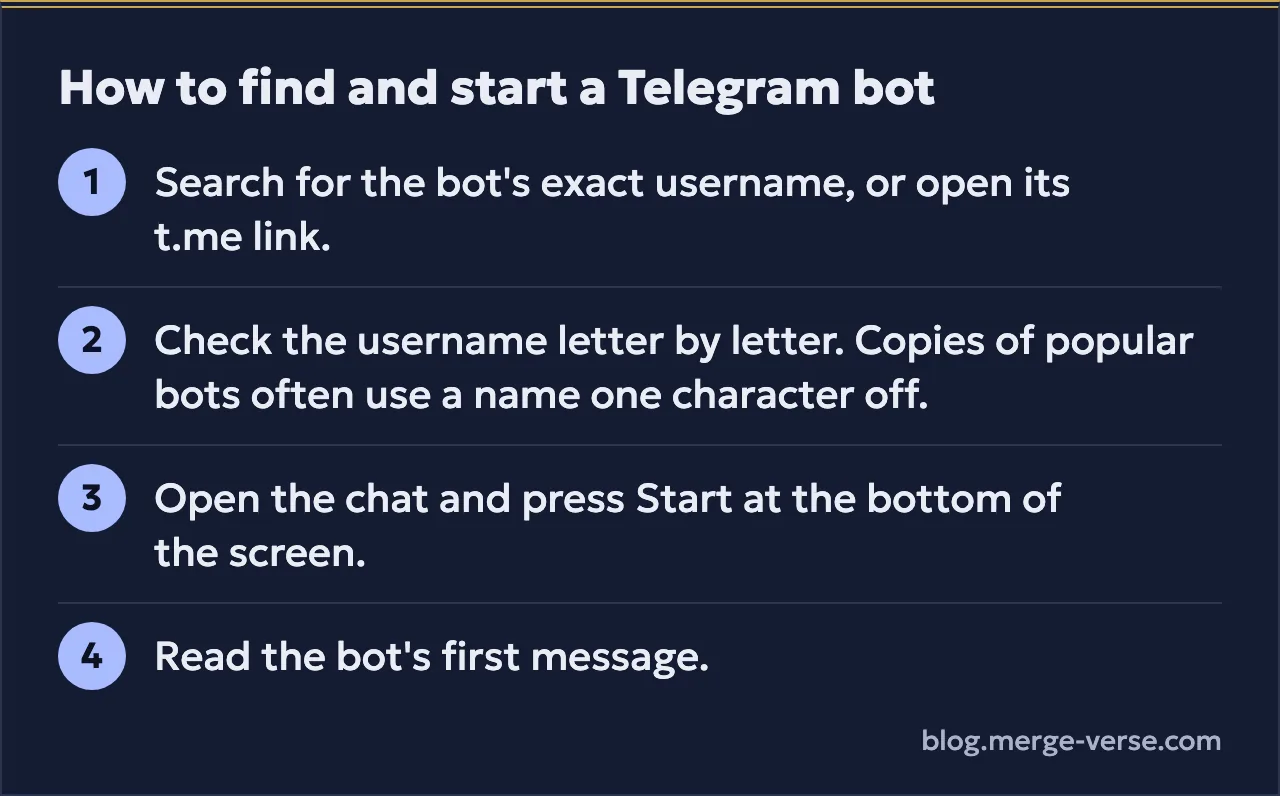 How to find and start a Telegram bot
1
Search for the bot's exact username, or open its
t.me link.
2
Check the username letter by letter. Copies of popular
bots often use a name one character off.
3
Open the chat and press Start at the bottom of
the screen.
4
Read the bot's first message.
blog.merge-verse.com